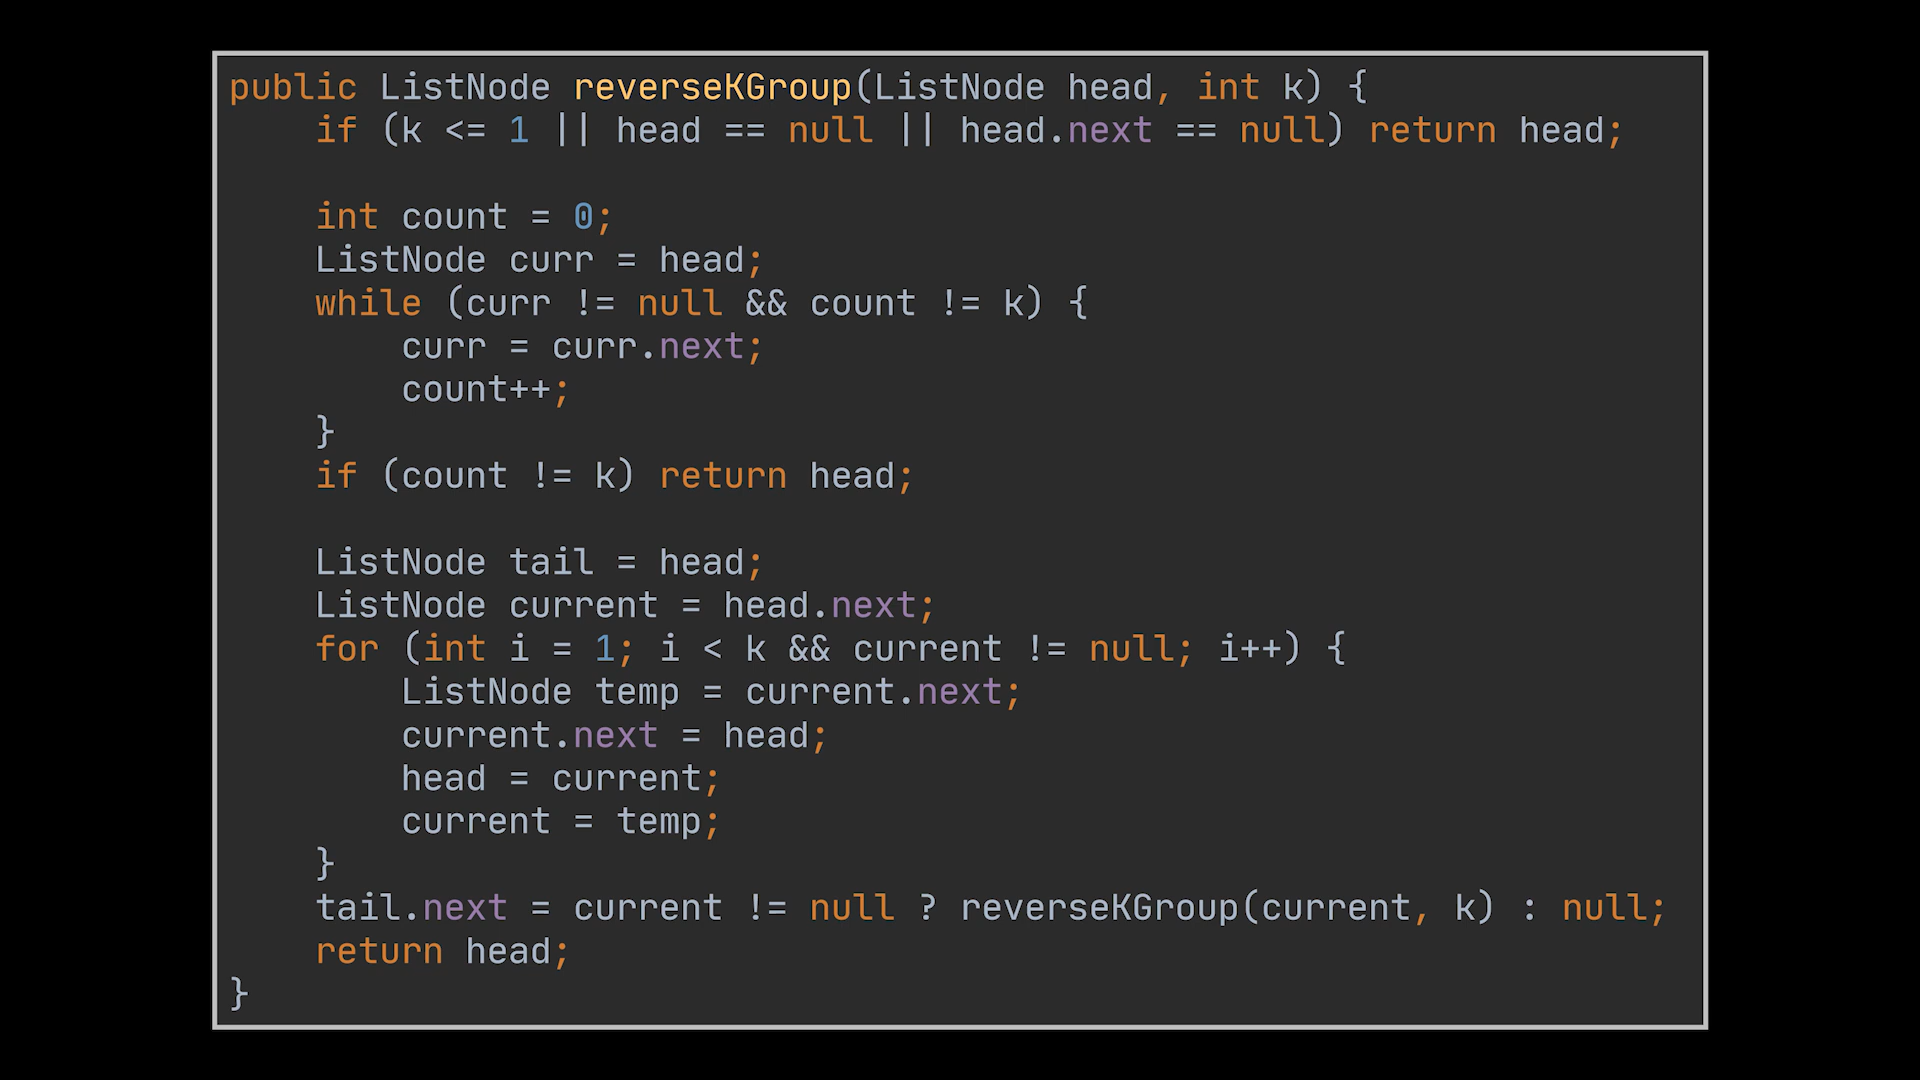 public ListNode reverseKGroup(ListNode head, int k) {
    if (k <= 1 || head == null || head.next == null) return head;

    int count = 0;
    ListNode curr = head;
    while (curr != null && count != k) {
        curr = curr.next;
        count++;
    }
    if (count != k) return head;

    ListNode tail = head;
    ListNode current = head.next;
    for (int i = 1; i < k && current != null; i++) {
        ListNode temp = current.next;
        current.next = head;
        head = current;
        current = temp;
    }
    tail.next = current != null ? reverseKGroup(current, k) : null;
    return head;
}